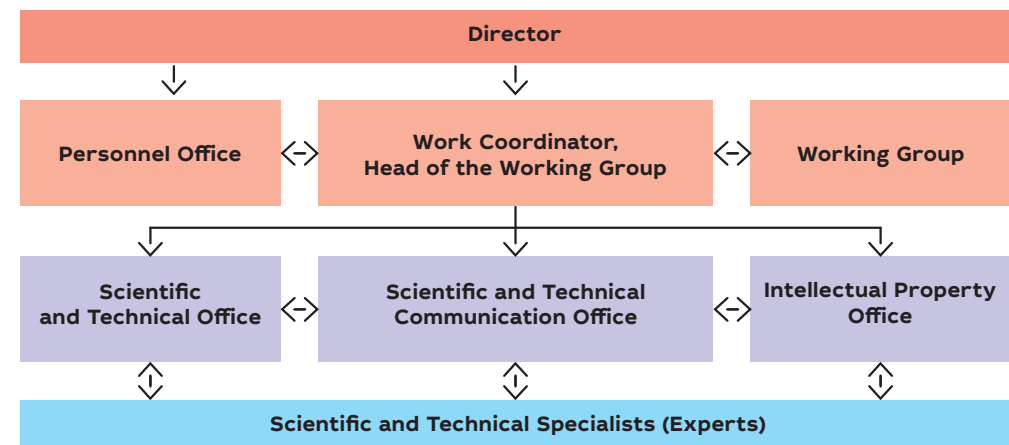 Director
Personnel Office
Work Coordinator,
Head of the Working Group
Working Group
Scientific
and Technical Office
Scientific and Technical
Communication Office
Intellectual Property
Office
Scientific and Technical Specialists (Experts)